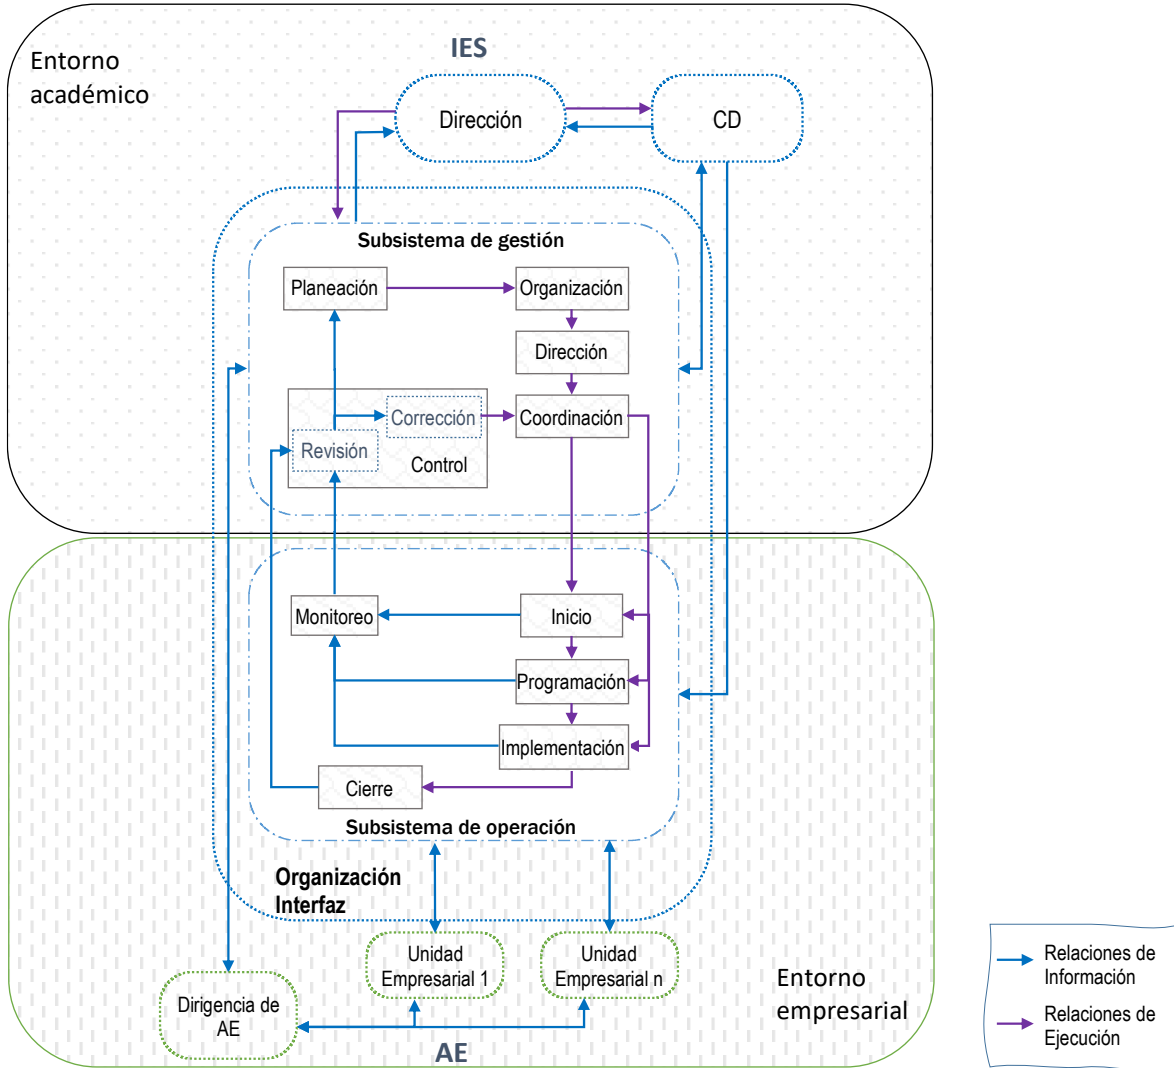 IES
Entorno
académico
Dirección
CD
Subsistema de gestión
Planeación
Organización
Dirección
Corrección
Coordinación
Revisión
Control
Monitoreo
Inicio
Programación
Implementación
Cierre
Subsistema de operación
Organización
Interfaz
Unidad
Empresarial 1
Unidad
Empresarial n
Dirigencia de
AE
Entorno
empresarial
AE
Relaciones de
Información
Relaciones de
Ejecución